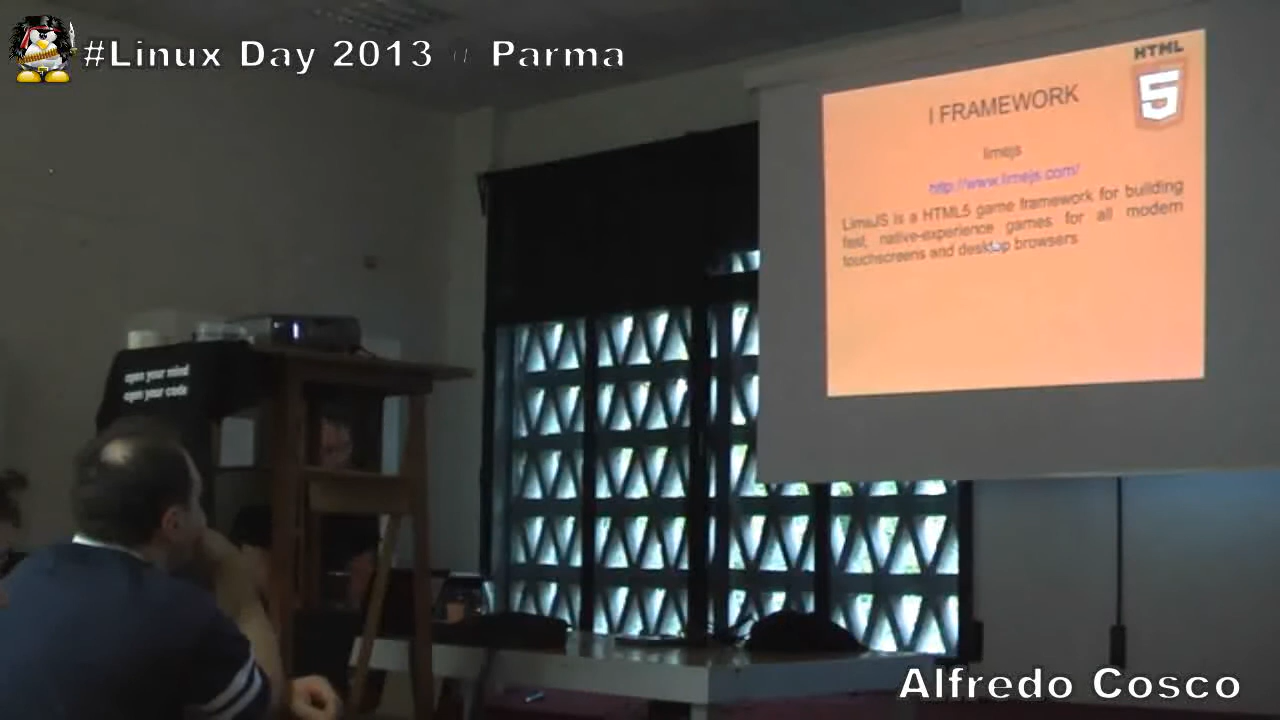 #Linux Day 2013 // Parma
HTML
5
I FRAMEWORK
limejs
http://www.limejs.com/
LimeJS is a HTML5 game framework for building
fast, native-experience games for all modern
touchscreens and desktop browsers
open your mind
open your code
Alfredo Cosco